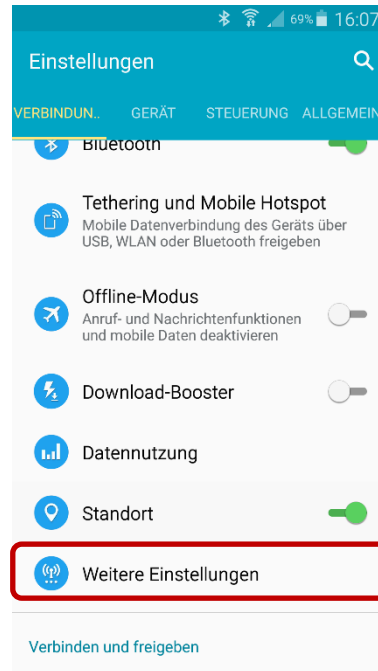 69% 16:07
Einstellungen
VERBINDUN.. GERÄT STEUERUNG ALLGEMEIN
Bluetooth
Tethering und Mobile Hotspot
Mobile Datenverbindung des Geräts über
USB, WLAN oder Bluetooth freigeben
Offline-Modus
Anruf- und Nachrichtenfunktionen
und mobile Daten deaktivieren
Download-Booster
Datennutzung
Standort
Weitere Einstellungen
Verbinden und freigeben